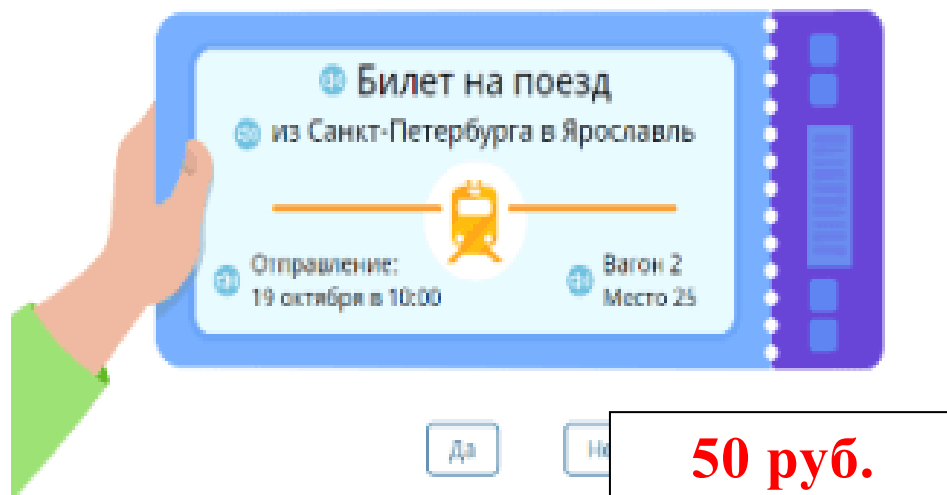 Билет на поезд
из Санкт-Петербурга в Ярославль
Отправление:
19 октября в 10:00
Вагон 2
Место 25
Да
50 руб.